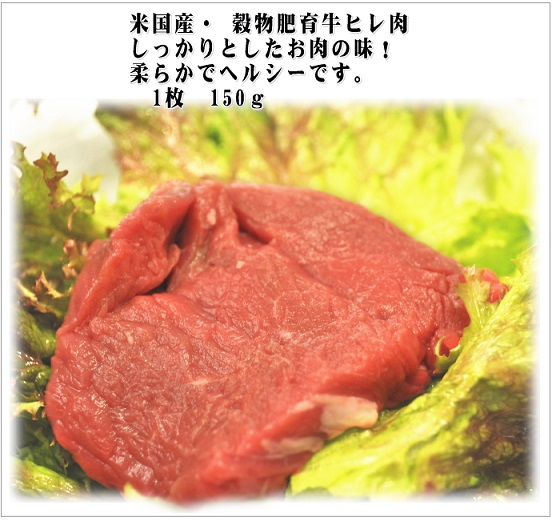 米国産・ 穀物肥育牛ヒレ肉
しっかりとしたお肉の味！
柔らかでヘルシーです。
1枚 150ｇ